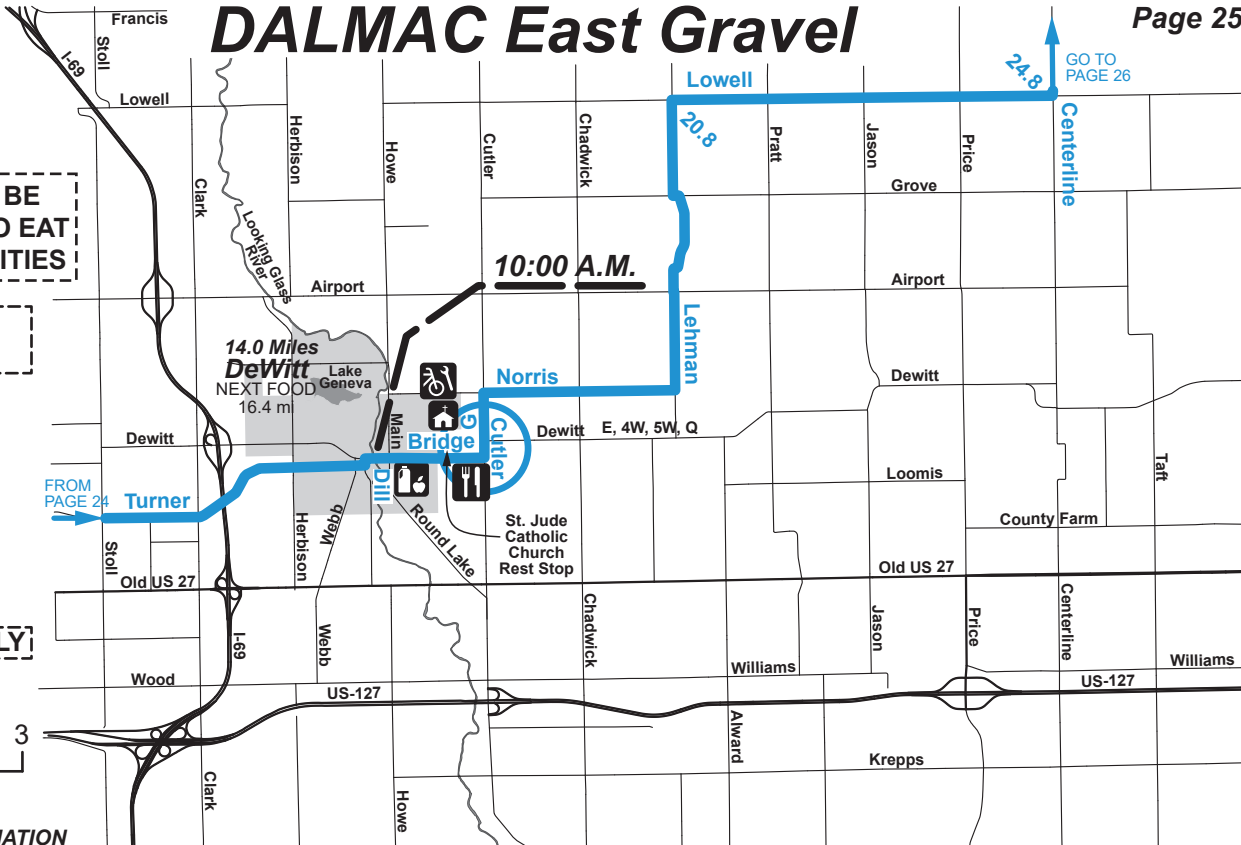 DALMAC East Gravel
Page 25
Francis
Stoll
I-69
Lowell
Lowell
24.8
GO TO
PAGE 26
20.8
Herbison
Howe
Cutler
Chadwick
Pratt
Jason
Price
Centerline
BE
EAT
ITIES
Clark
Grove
Looking Glass
River
10:00 A.M.
Airport
Airport
Lehman
14.0 Miles
DeWitt
NEXT FOOD
16.4 mi
Lake
Geneva
Norris
Dewitt
Main
G
Cutler
Dewitt
Bridge
Dewitt
E, 4W, 5W, Q
Taft
FROM
PAGE 24
Turner
Dill
Loomis
Herbison
Webb
Round Lake
St. Jude
Catholic
Church
Rest Stop
County Farm
Stoll
Old US 27
Old US 27
I-69
Webb
Chadwick
Jason
Price
Centerline
LY
Wood
Williams
Williams
US-127
US-127
3
Alward
Krepps
Clark
Howe